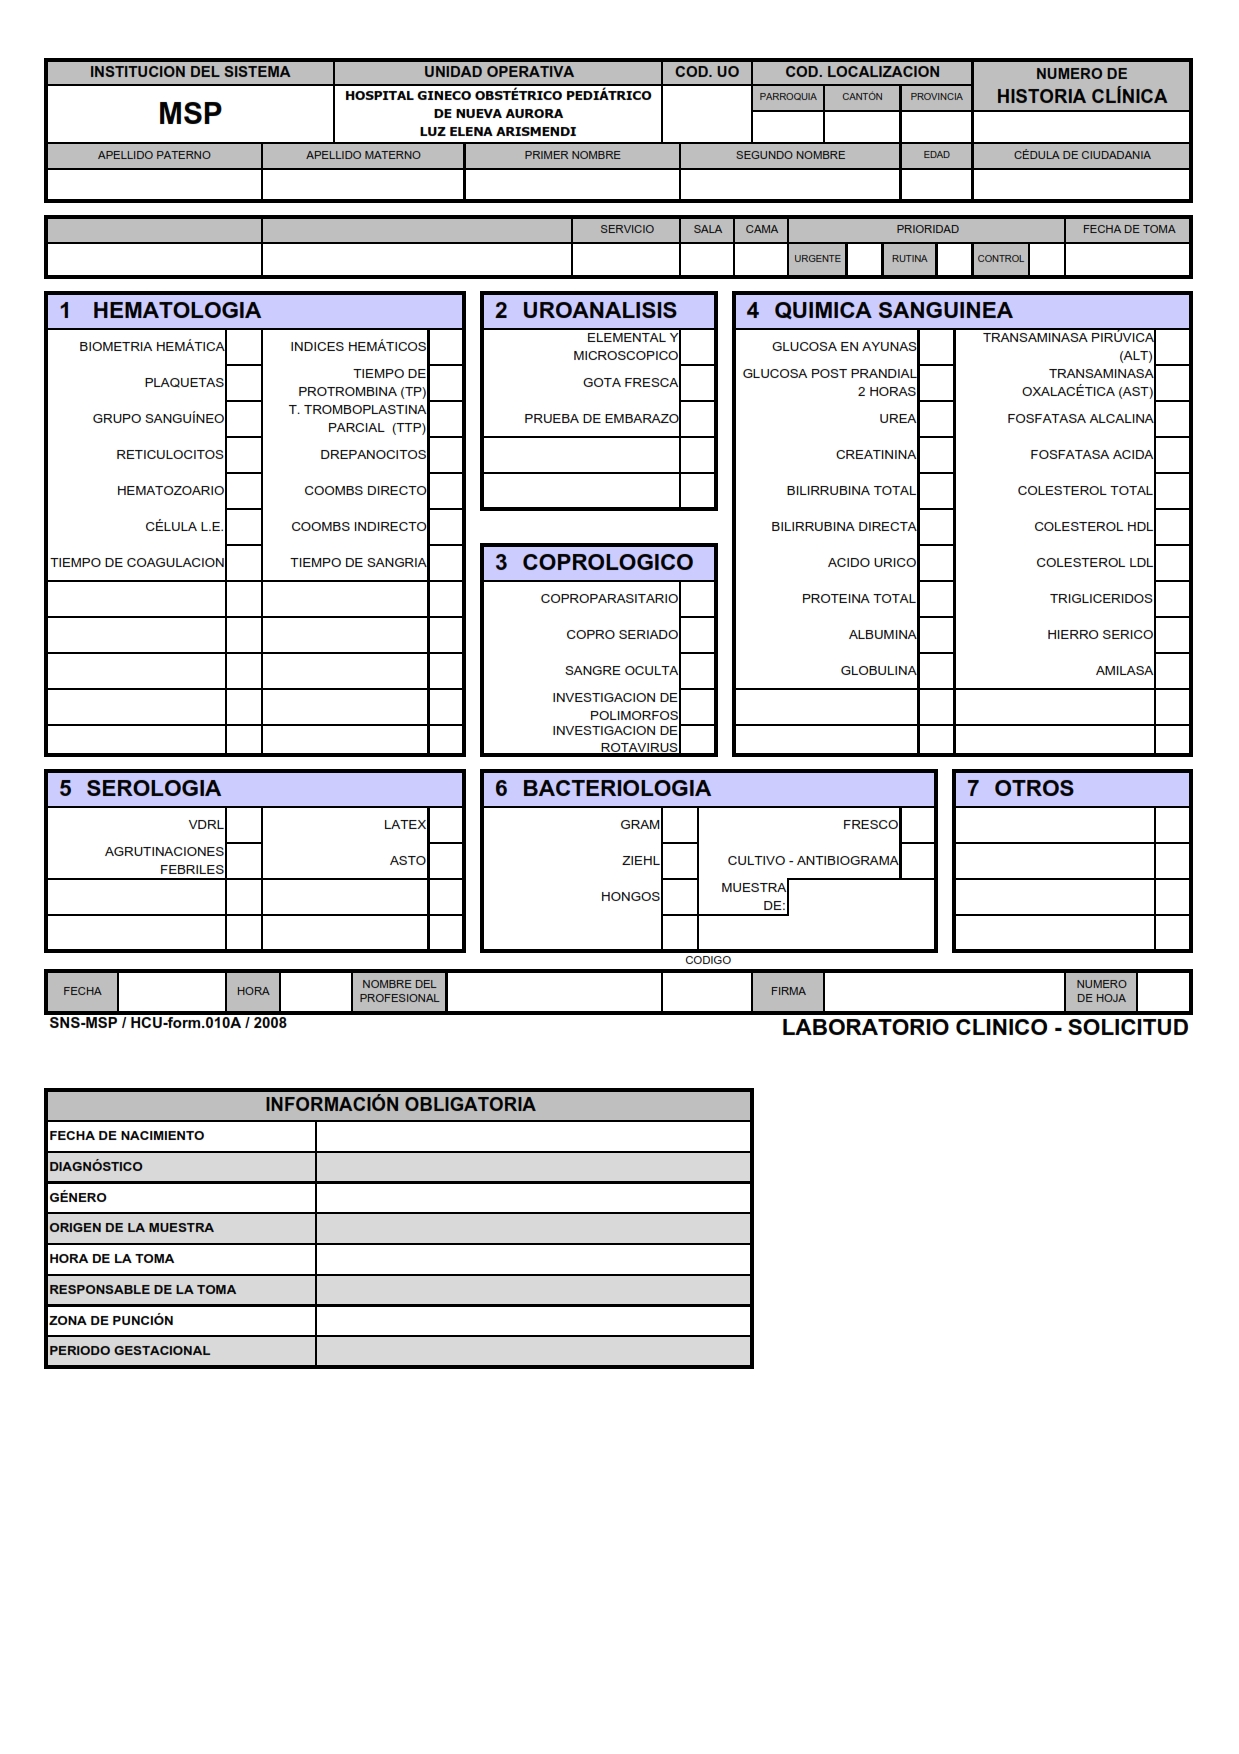 INSTITUCION DEL SISTEMA UNIDAD OPERATIVA COD. UO COD. LOCALIZACION NUMERO DE
HISTORIA CLÍNICA
MSP
HOSPITAL GINECO OBSTÉTRICO PEDIÁTRICO
DE NUEVA AURORA
LUZ ELENA ARISMENDI
PARROQUIA CANTÓN PROVINCIA
APELLIDO PATERNO APELLIDO MATERNO PRIMER NOMBRE SEGUNDO NOMBRE EDAD CÉDULA DE CIUDADANIA
SERVICIO SALA CAMA PRIORIDAD FECHA DE TOMA
URGENTE RUTINA CONTROL
1 HEMATOLOGIA
BIOMETRIA HEMÁTICA
PLAQUETAS
GRUPO SANGUÍNEO
RETICULOCITOS
HEMATOZOARIO
CÉLULA L.E.
TIEMPO DE COAGULACION
INDICES HEMÁTICOS
TIEMPO DE
PROTROMBINA (TP)
T. TROMBOPLASTINA
PARCIAL (TTP)
DREPANOCITOS
COOMBS DIRECTO
COOMBS INDIRECTO
TIEMPO DE SANGRIA
2 UROANALISIS
ELEMENTAL Y
MICROSCOPICO
GOTA FRESCA
PRUEBA DE EMBARAZO
3 COPROLOGICO
COPROPARASITARIO
COPRO SERIADO
SANGRE OCULTA
INVESTIGACION DE
POLIMORFOS
INVESTIGACION DE
ROTAVIRUS
4 QUIMICA SANGUINEA
GLUCOSA EN AYUNAS
GLUCOSA POST PRANDIAL
2 HORAS
UREA
CREATININA
BILIRRUBINA TOTAL
BILIRRUBINA DIRECTA
ACIDO URICO
PROTEINA TOTAL
ALBUMINA
GLOBULINA
TRANSAMINASA PIRÚVICA
(ALT)
TRANSAMINASA
OXALACÉTICA (AST)
FOSFATASA ALCALINA
FOSFATASA ACIDA
COLESTEROL TOTAL
COLESTEROL HDL
COLESTEROL LDL
TRIGLICERIDOS
HIERRO SERICO
AMILASA
5 SEROLOGIA
VDRL
AGRUTINACIONES
FEBRILES
LATEX
ASTO
6 BACTERIOLOGIA
GRAM
ZIEHL
HONGOS
FRESCO
CULTIVO - ANTIBIOGRAMA
MUESTRA
DE:
7 OTROS
CODIGO
FECHA HORA NOMBRE DEL
PROFESIONAL FIRMA NUMERO
DE HOJA
SNS-MSP / HCU-form.010A / 2008
LABORATORIO CLINICO - SOLICITUD
INFORMACIÓN OBLIGATORIA
FECHA DE NACIMIENTO
DIAGNÓSTICO
GÉNERO
ORIGEN DE LA MUESTRA
HORA DE LA TOMA
RESPONSABLE DE LA TOMA
ZONA DE PUNCIÓN
PERIODO GESTACIONAL